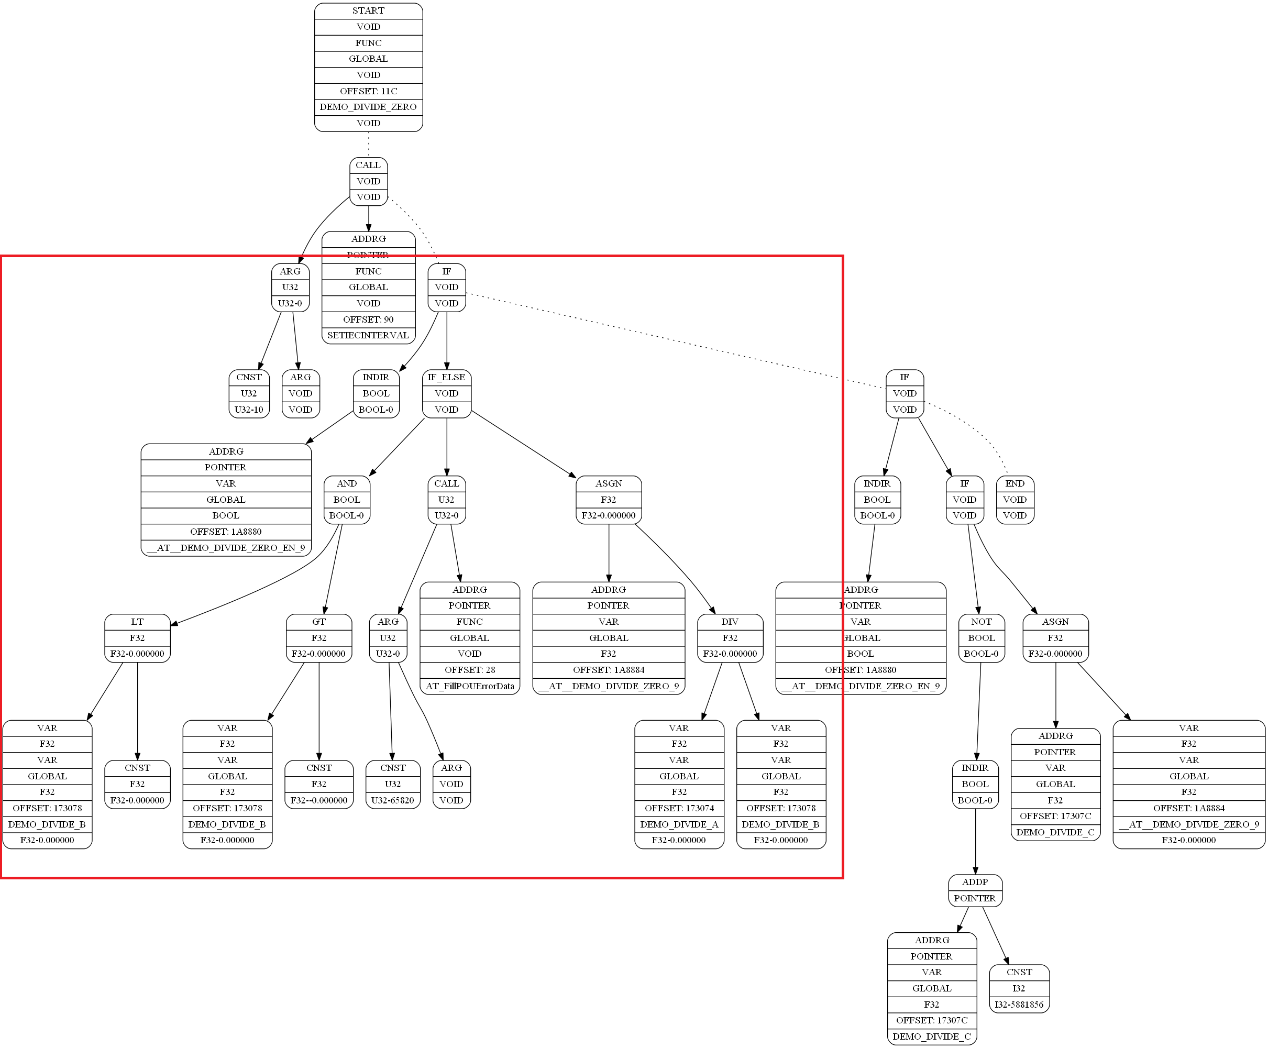 START
VOID
FUNC
GLOBAL
VOID
OFFSET: 11C
DEMO_DIVIDE_ZERO
VOID
CALL
VOID
VOID
ADDRG
POINTER
FUNC
GLOBAL
VOID
OFFSET: 90
SETIECINTERVAL
ARG
U32
U32-0
IF
VOID
VOID
CNST
U32
U32-10
ARG
VOID
VOID
INDIR
BOOL
BOOL-0
IF_ELSE
VOID
VOID
IF
VOID
VOID
ADDRG
POINTER
VAR
GLOBAL
BOOL
OFFSET: 1A8880
__AT__DEMO_DIVIDE_ZERO_EN_9
AND
BOOL
BOOL-0
CALL
U32
U32-0
ASGN
F32
F32-0.000000
INDIR
BOOL
BOOL-0
IF
VOID
VOID
END
VOID
VOID
LT
F32
F32-0.000000
GT
F32
F32-0.000000
ARG
U32
U32-0
ADDRG
POINTER
FUNC
GLOBAL
VOID
OFFSET: 28
AT_FillPOUErrorData
ADDRG
POINTER
VAR
GLOBAL
F32
OFFSET: 1A8884
__AT__DEMO_DIVIDE_ZERO_9
DIV
F32
F32-0.000000
ADDRG
POINTER
VAR
GLOBAL
BOOL
OFFSET: 1A8880
__AT__DEMO_DIVIDE_ZERO_EN_9
NOT
BOOL
BOOL-0
ASGN
F32
F32-0.000000
VAR
F32
VAR
GLOBAL
F32
OFFSET: 173078
DEMO_DIVIDE_B
F32-0.000000
CNST
F32
F32-0.000000
VAR
F32
VAR
GLOBAL
F32
OFFSET: 173078
DEMO_DIVIDE_B
F32-0.000000
CNST
F32
F32--0.000000
CNST
U32
U32-65820
ARG
VOID
VOID
VAR
F32
VAR
GLOBAL
F32
OFFSET: 173074
DEMO_DIVIDE_A
F32-0.000000
VAR
F32
VAR
GLOBAL
F32
OFFSET: 173078
DEMO_DIVIDE_B
F32-0.000000
INDIR
BOOL
BOOL-0
ADDRG
POINTER
VAR
GLOBAL
F32
OFFSET: 17307C
DEMO_DIVIDE_C
VAR
F32
VAR
GLOBAL
F32
OFFSET: 1A8884
__AT__DEMO_DIVIDE_ZERO_9
F32-0.000000
ADDP
POINTER
ADDRG
POINTER
VAR
GLOBAL
F32
OFFSET: 17307C
DEMO_DIVIDE_C
CNST
I32
I32-5881856